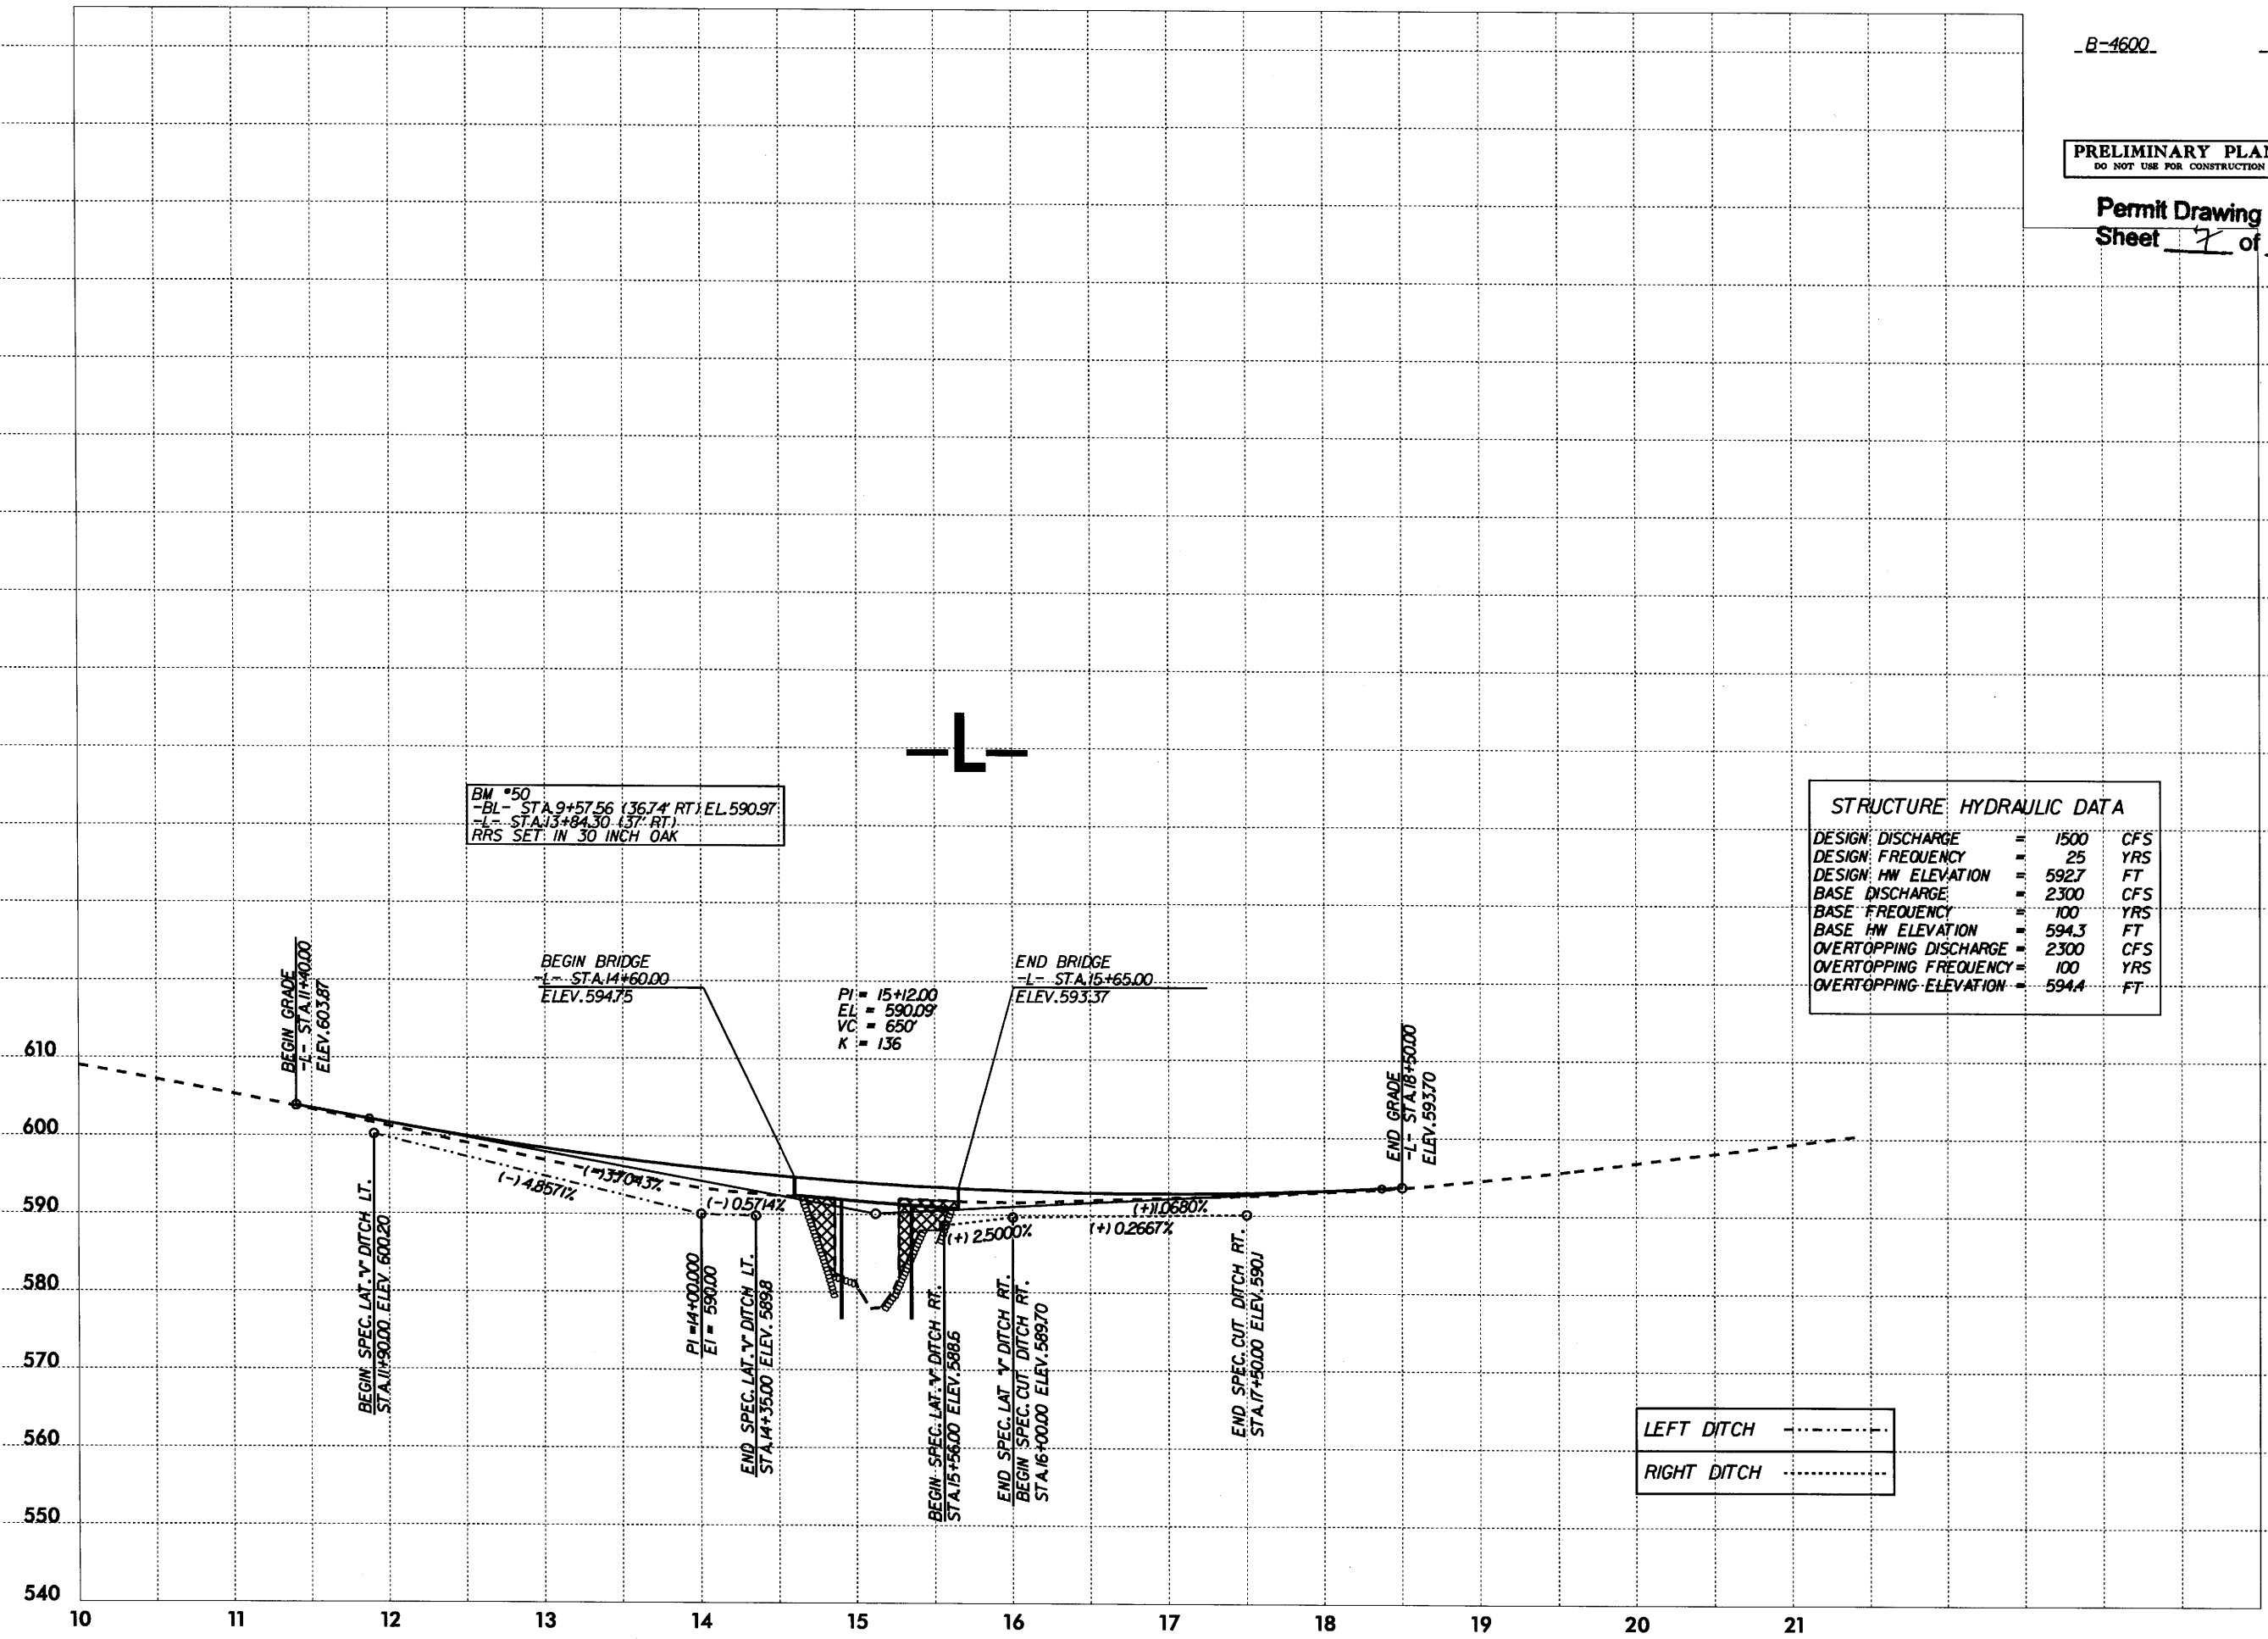 B-4600
PRELIMINARY PLAN
DO NOT USE FOR CONSTRUCTION
Permit Drawing
Sheet 7 of
-L-
BM #50
-BL- STA.9+57.56 (36.74' RT) EL.590.97
-L- STA.13+84.30 (37' RT)
RRS SET IN 30 INCH OAK
STRUCTURE HYDRAULIC DATA
DESIGN DISCHARGE = 1500 CFS
DESIGN FREQUENCY = 25 YRS
DESIGN HW ELEVATION = 592.7 FT
BASE DISCHARGE = 2300 CFS
BASE FREQUENCY = 100 YRS
BASE HW ELEVATION = 594.3 FT
OVERTOPPING DISCHARGE = 2300 CFS
OVERTOPPING FREQUENCY = 100 YRS
OVERTOPPING ELEVATION = 594.4 FT
BEGIN GRADE
-L- STA.11+40.00
ELEV.603.87
BEGIN BRIDGE
-L- STA.14+60.00
ELEV.594.75
PI = 15+12.00
EL = 590.09'
VC = 650'
K = 136
END BRIDGE
-L- STA.15+65.00
ELEV.593.37
END GRADE
-L- STA.18+50.00
ELEV.593.70
610
600
590
580
570
560
550
540
(-)4.8571%
(-)3.7043%
(-)0.5714%
(+)2.5000%
(+)1.0680%
(+)0.2667%
BEGIN SPEC. LAT. "V" DITCH LT.
STA.11+90.00 ELEV 600.20
PI =14+00.000
EI = 590.00
END SPEC. LAT. "V" DITCH LT.
STA.14+35.00 ELEV. 589.8
BEGIN SPEC. LAT. "V" DITCH RT.
STA.15+56.00 ELEV.588.6
END SPEC. LAT "V" DITCH RT.
BEGIN SPEC. CUT DITCH RT.
STA.16+00.00 ELEV.589.70
END SPEC. CUT DITCH RT.
STA.17+50.00 ELEV.590.1
LEFT DITCH
RIGHT DITCH
10 11 12 13 14 15 16 17 18 19 20 21